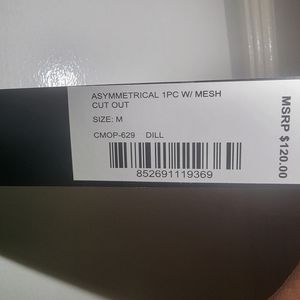 ASYMMETRICAL 1PC W/ MESH
CUT OUT
SIZE: M
CMOP-629 DILL
852691119369
MSRP $120.00